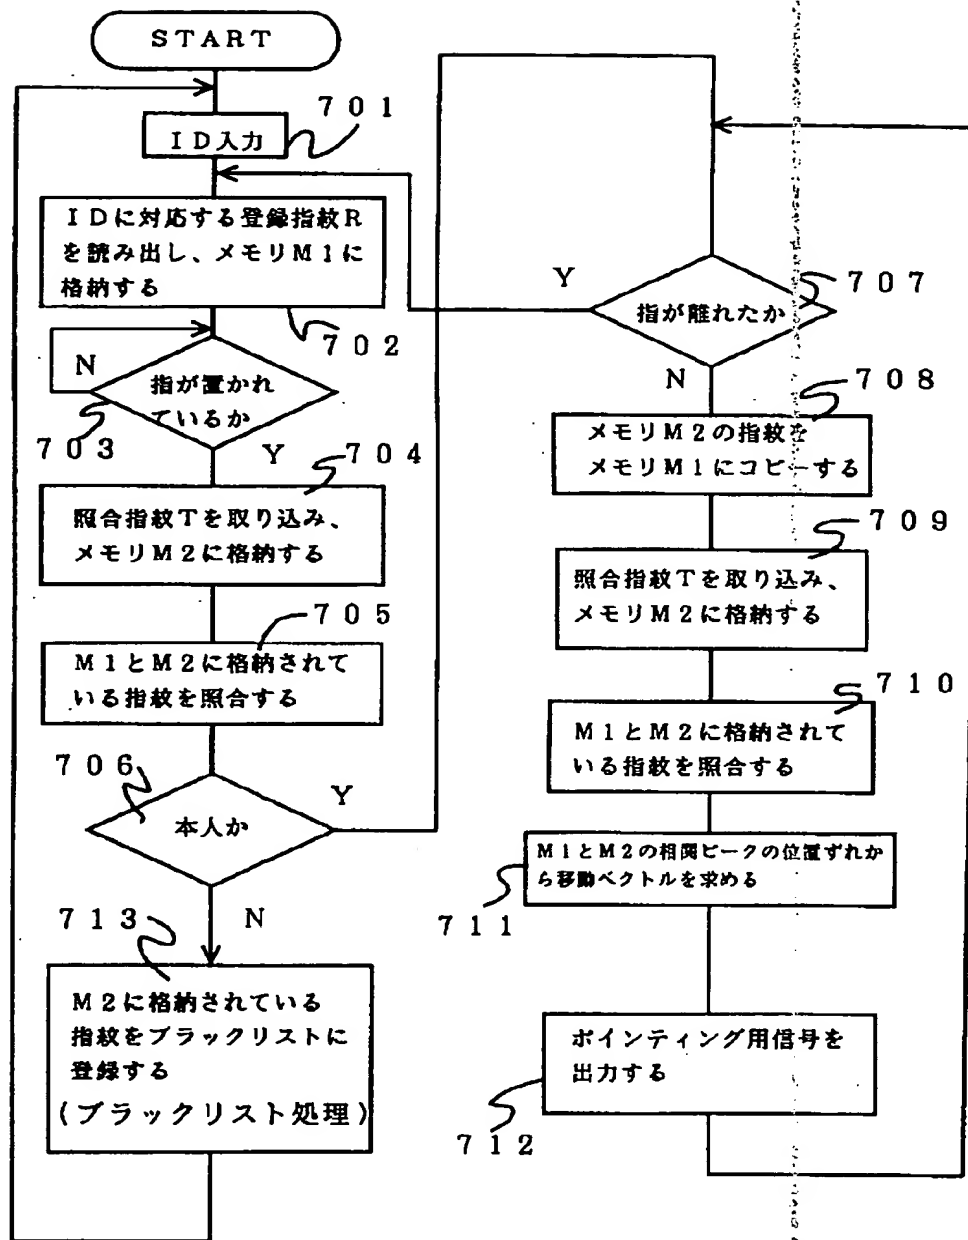 START
701
ID入力
IDに対応する登録指紋R
を読み出し、メモリM1に
格納する
702
N
指が置かれ
ているか
703
Y
704
照合指紋Tを取り込み、
メモリM2に格納する
705
M1とM2に格納されて
いる指紋を照合する
706
Y
本人か
N
713
M2に格納されている
指紋をブラックリストに
登録する
(ブラックリスト処理)
Y
707
指が離れたか
N
708
メモリM2の指紋を
メモリM1にコピーする
709
照合指紋Tを取り込み、
メモリM2に格納する
710
M1とM2に格納されて
いる指紋を照合する
M1とM2の相関ピークの位置ずれか
ら移動ベクトルを求める
711
ポインティング用信号を
出力する
712